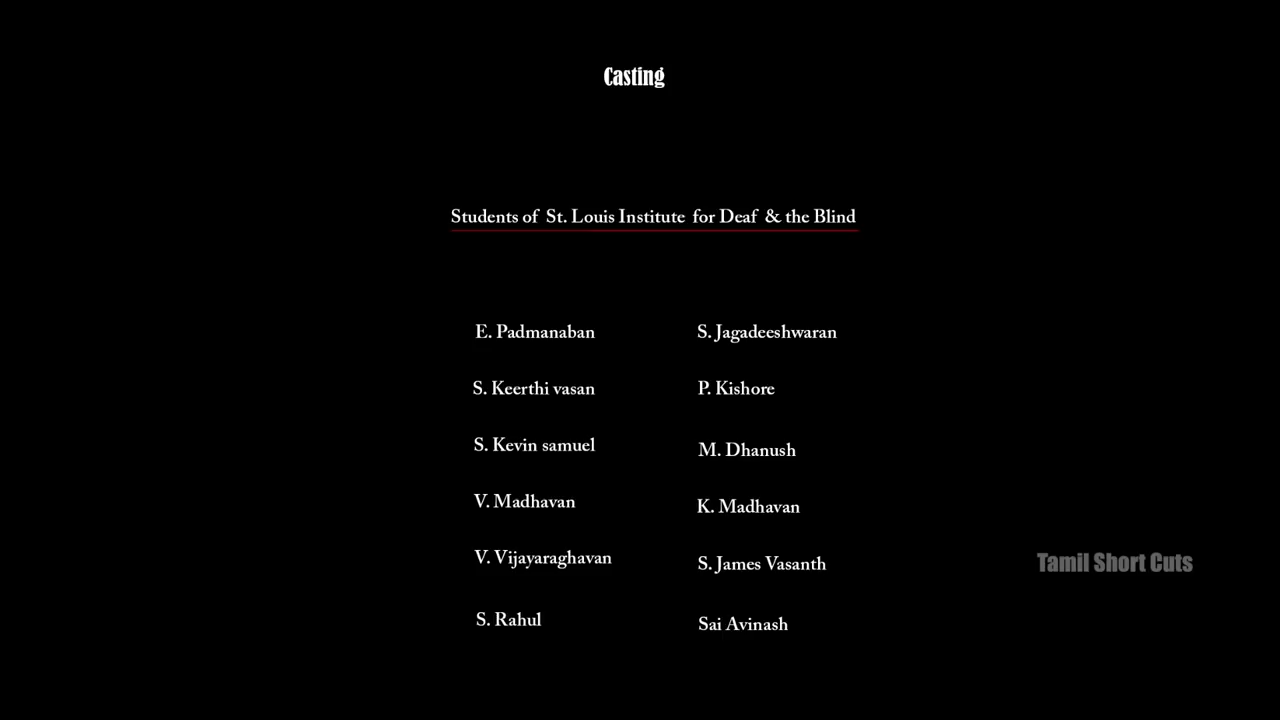 Casting
Students of St. Louis Institute for Deaf & the Blind
E. Padmanaban
S. Jagadeeshwaran
S. Keerthi vasan
P. Kishore
S. Kevin samuel
M. Dhanush
V. Madhavan
K. Madhavan
V. Vijayaraghavan
S. James Vasanth
Tamil Short Cuts
S. Rahul
Sai Avinash